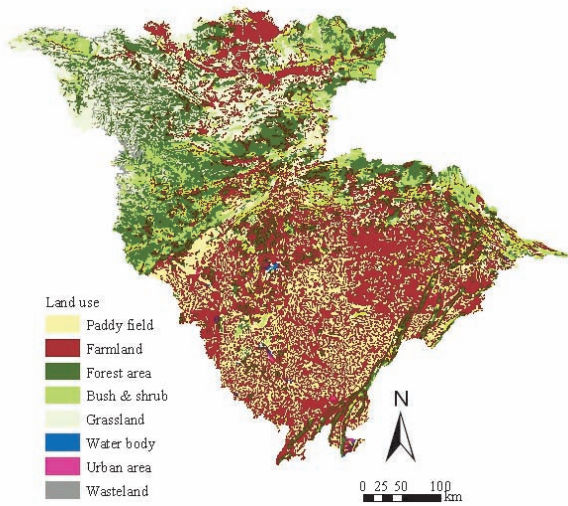 Land use
Paddy field
Farmland
Forest area
Bush & shrub
Grassland
Water body
Urban area
Wasteland
N
0 25 50 100
km